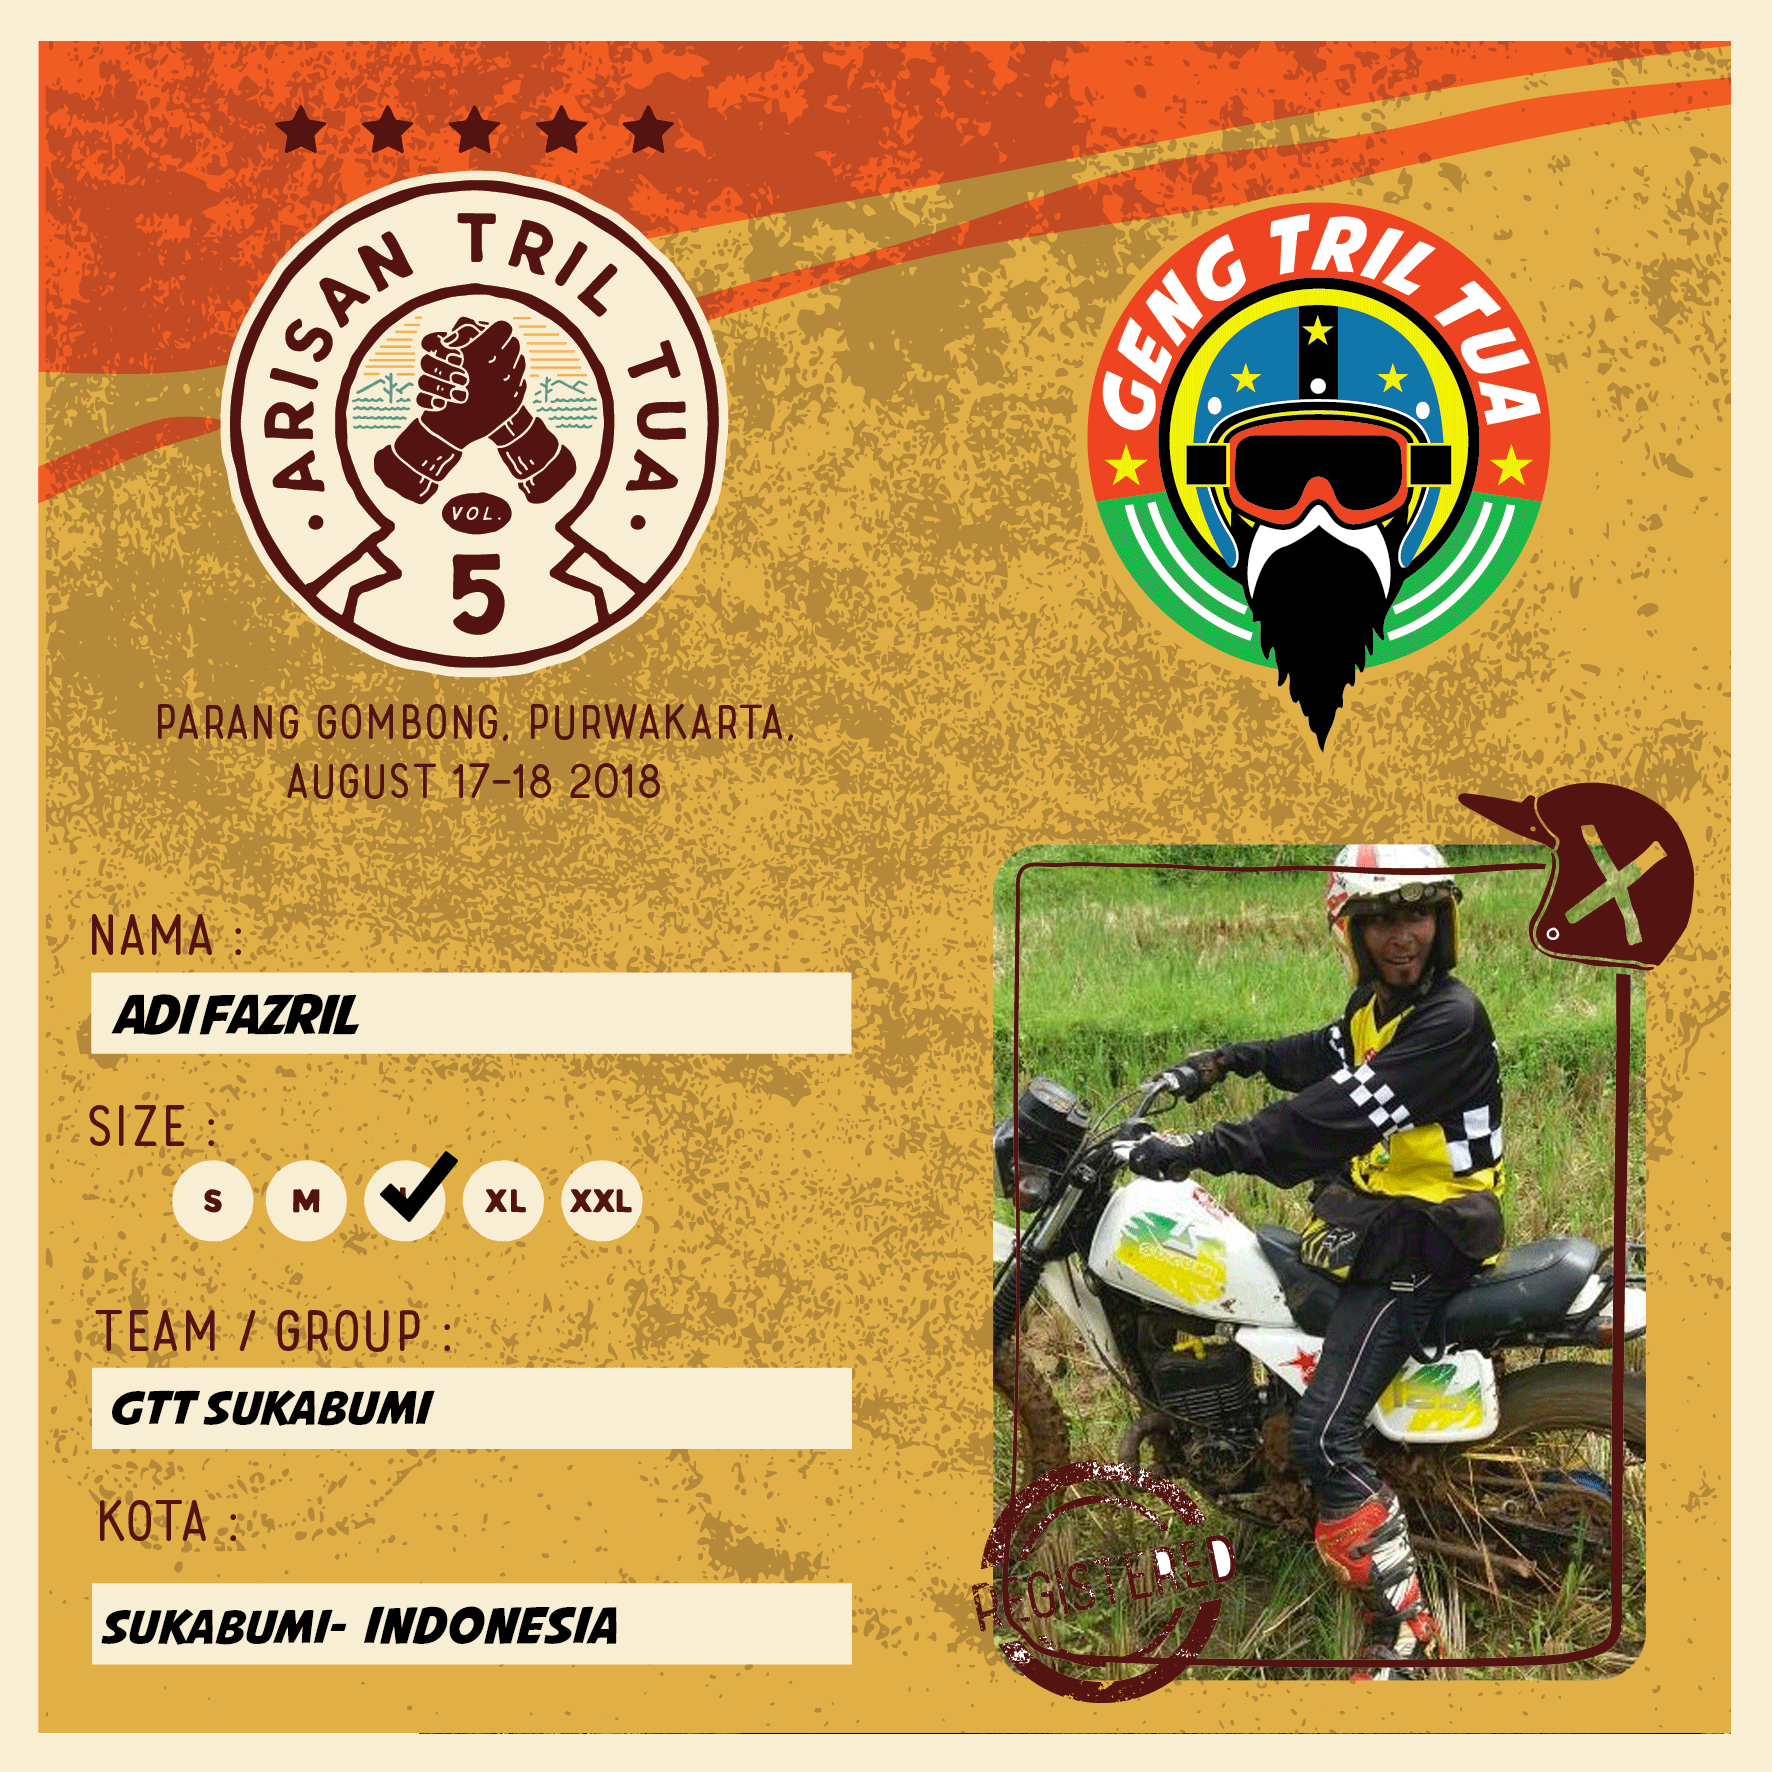 ARISAN TRIL TUA
VOL.
5
GENG TRIL TUA
PARANG GOMBONG, PURWAKARTA,
AUGUST 17-18 2018
NAMA :
ADI FAZRIL
SIZE :
S M L XL XXL
TEAM / GROUP :
GTT SUKABUMI
KOTA :
SUKABUMI- INDONESIA
125
REGISTERED